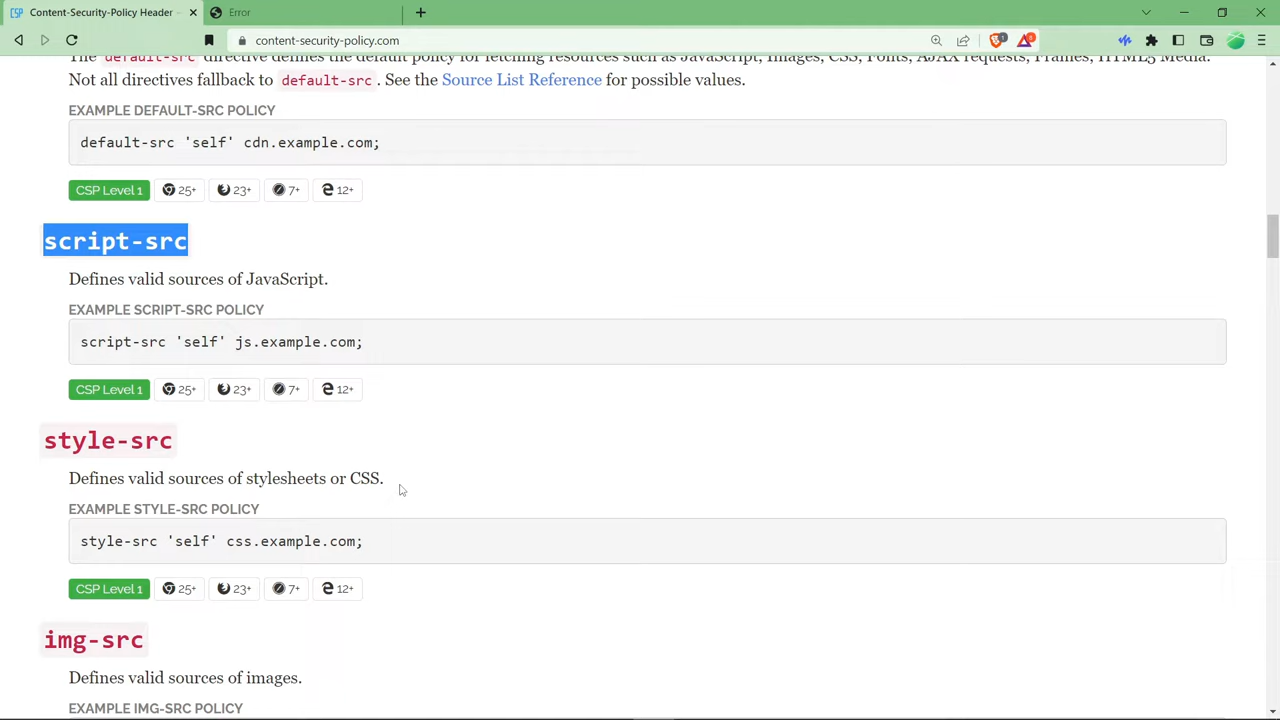 Content-Security-Policy Header
Error
content-security-policy.com
The default-src directive defines the default policy for fetching resources such as JavaScript, Images, CSS, Fonts, AJAX requests, Frames, HTML5 Media.
Not all directives fallback to default-src . See the Source List Reference for possible values.
EXAMPLE DEFAULT-SRC POLICY
default-src 'self' cdn.example.com;
CSP Level 1 25+ 23+ 7+ 12+
script-src
Defines valid sources of JavaScript.
EXAMPLE SCRIPT-SRC POLICY
script-src 'self' js.example.com;
CSP Level 1 25+ 23+ 7+ 12+
style-src
Defines valid sources of stylesheets or CSS.
EXAMPLE STYLE-SRC POLICY
style-src 'self' css.example.com;
CSP Level 1 25+ 23+ 7+ 12+
img-src
Defines valid sources of images.
EXAMPLE IMG-SRC POLICY